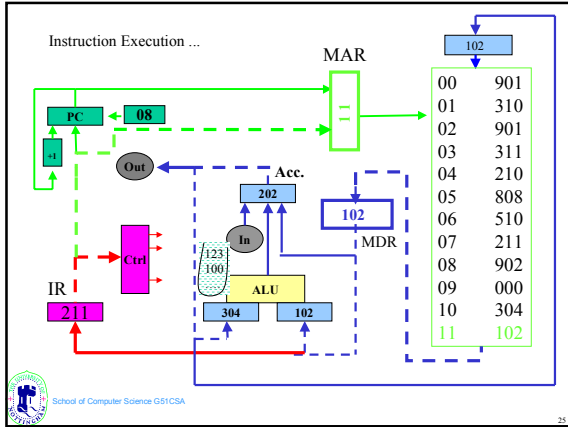 Instruction Execution ...
102
MAR
PC
08
+1
Out
Acc.
202
102
MDR
In
123
100
Ctrl
ALU
IR
211
304
102
00 901
01 310
02 901
03 311
04 210
05 808
06 510
07 211
08 902
09 000
10 304
11 102
NOTTINGHAM
School of Computer Science G51CSA
25